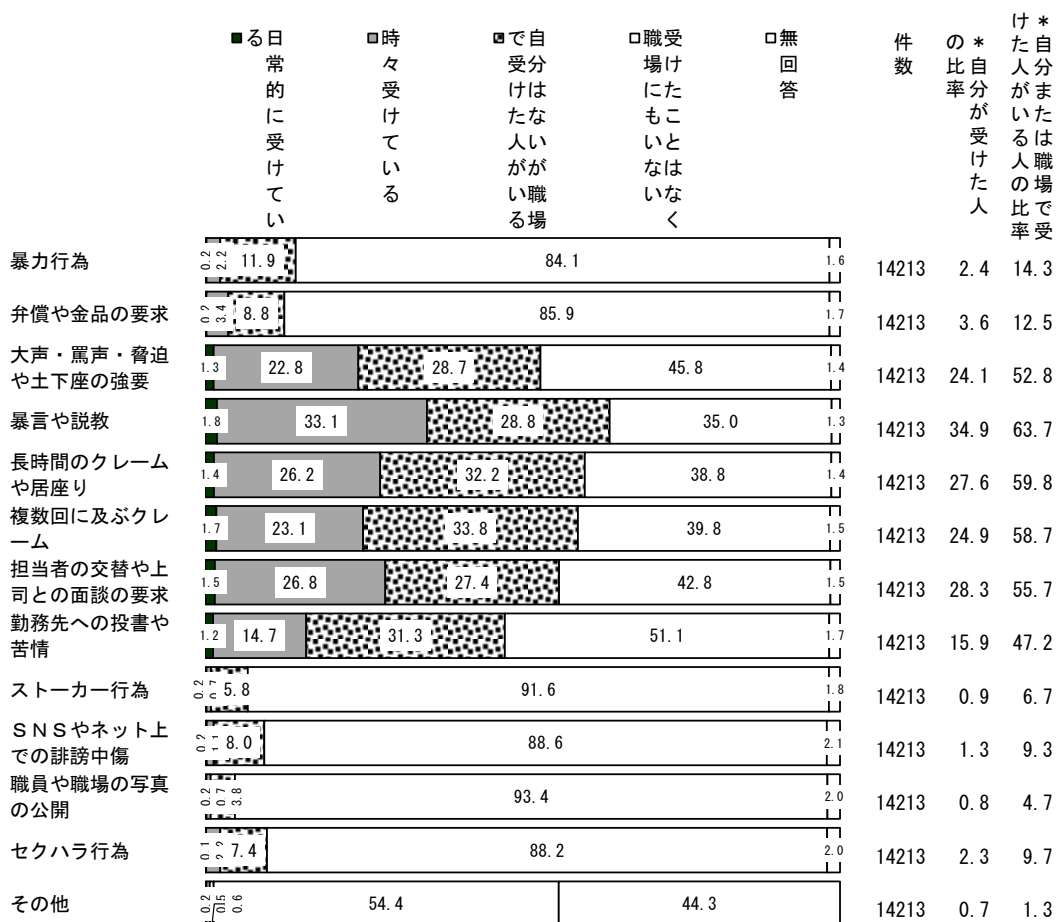 ■日常的に受けている
■時々受けている
■自分はないが職場で受けた人がいる
□受けたことはなく職場にもいない
□無回答
件数
*自分が受けた人の比率
*自分または職場で受けた人がいる人の比率
暴力行為 0.2 2.2 11.9 84.1 1.6 14213 2.4 14.3
弁償や金品の要求 0.2 3.4 8.8 85.9 1.7 14213 3.6 12.5
大声・罵声・脅迫
や土下座の強要 1.3 22.8 28.7 45.8 1.4 14213 24.1 52.8
暴言や説教 1.8 33.1 28.8 35.0 1.3 14213 34.9 63.7
長時間のクレーム
や居座り 1.4 26.2 32.2 38.8 1.4 14213 27.6 59.8
複数回に及ぶクレ
ーム 1.7 23.1 33.8 39.8 1.5 14213 24.9 58.7
担当者の交替や上
司との面談の要求 1.5 26.8 27.4 42.8 1.5 14213 28.3 55.7
勤務先への投書や
苦情 1.2 14.7 31.3 51.1 1.7 14213 15.9 47.2
ストーカー行為 0.2 0.7 5.8 91.6 1.8 14213 0.9 6.7
SNSやネット上
での誹謗中傷 0.2 1.1 8.0 88.6 2.1 14213 1.3 9.3
職員や職場の写真
の公開 0.2 0.7 3.8 93.4 2.0 14213 0.8 4.7
セクハラ行為 0.1 2.2 7.4 88.2 2.0 14213 2.3 9.7
その他 0.2 0.5 0.6 54.4 44.3 14213 0.7 1.3